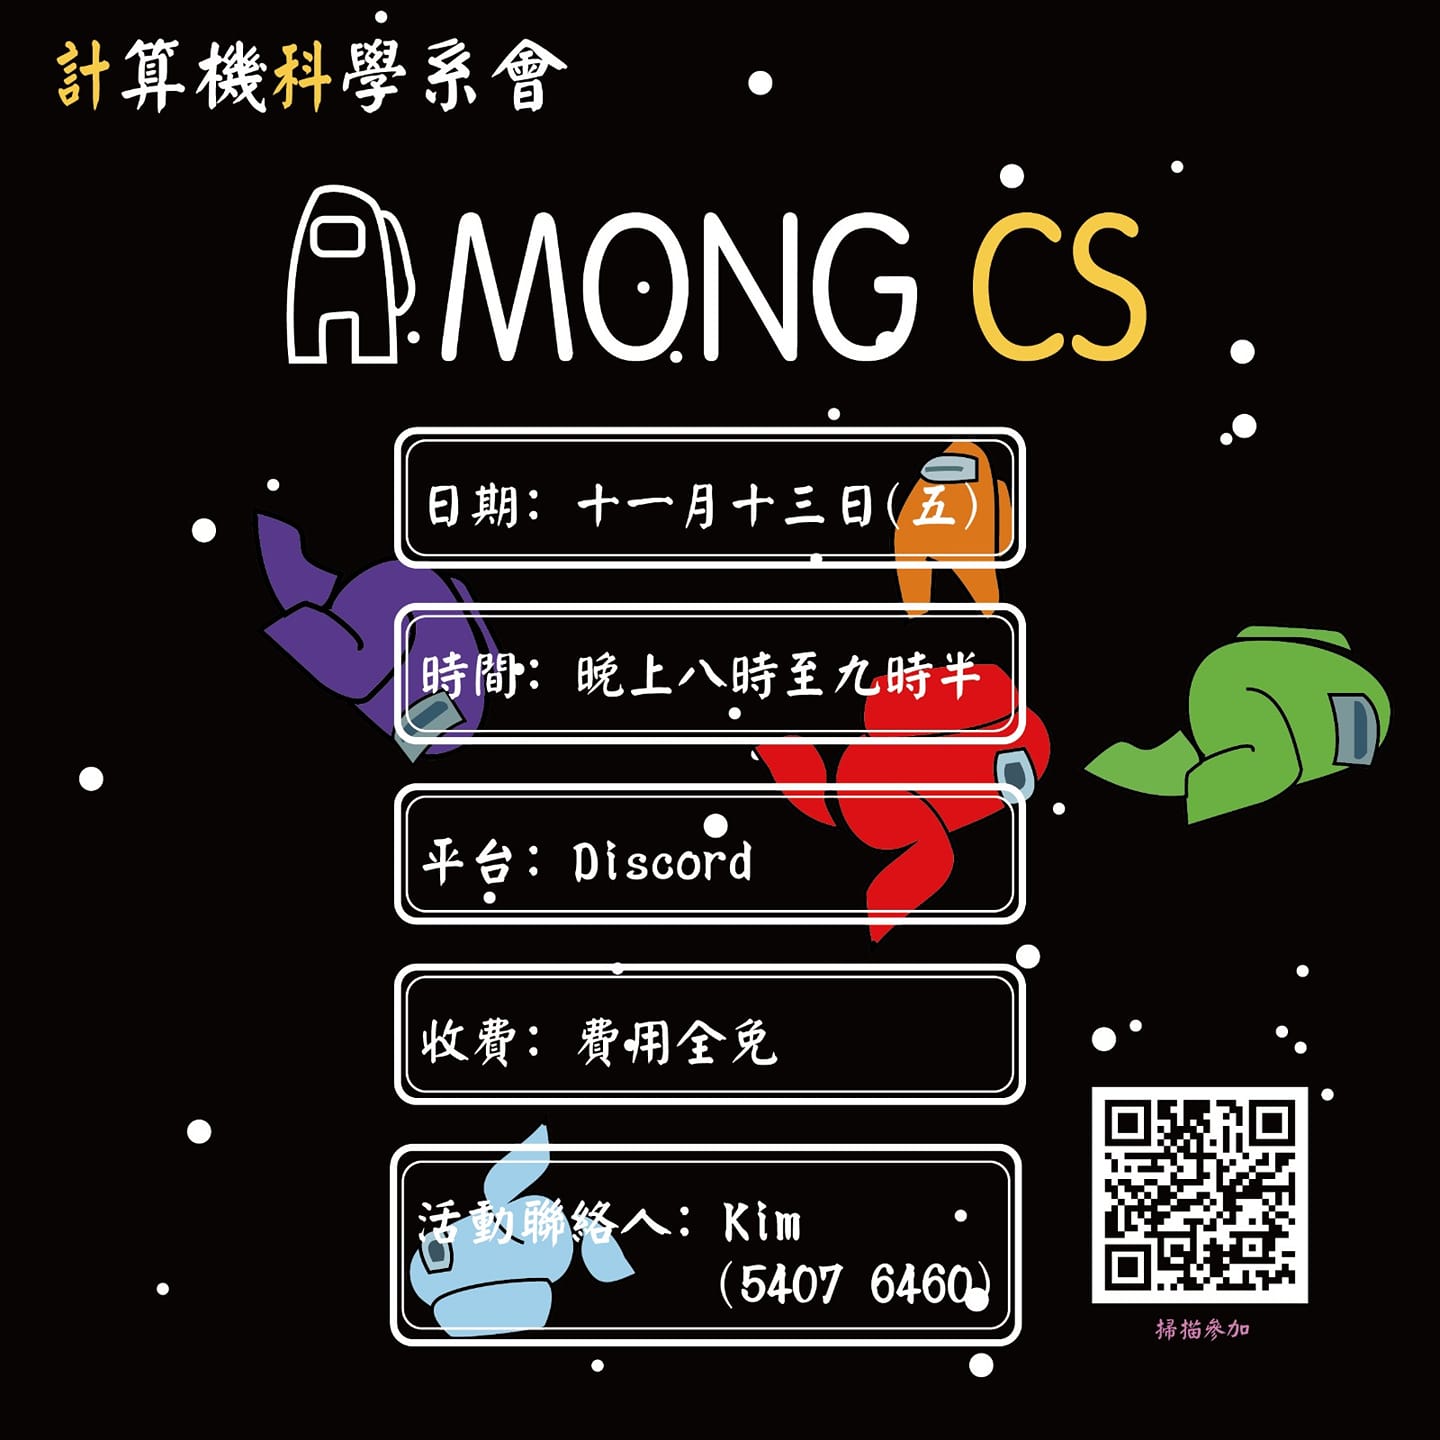 計算機科學系會
AMONG CS
日期：十一月十三日(五)
時間：晚上八時至九時半
平台：Discord
收費：費用全免
活動聯絡人：Kim
(5407 6460)
掃描參加